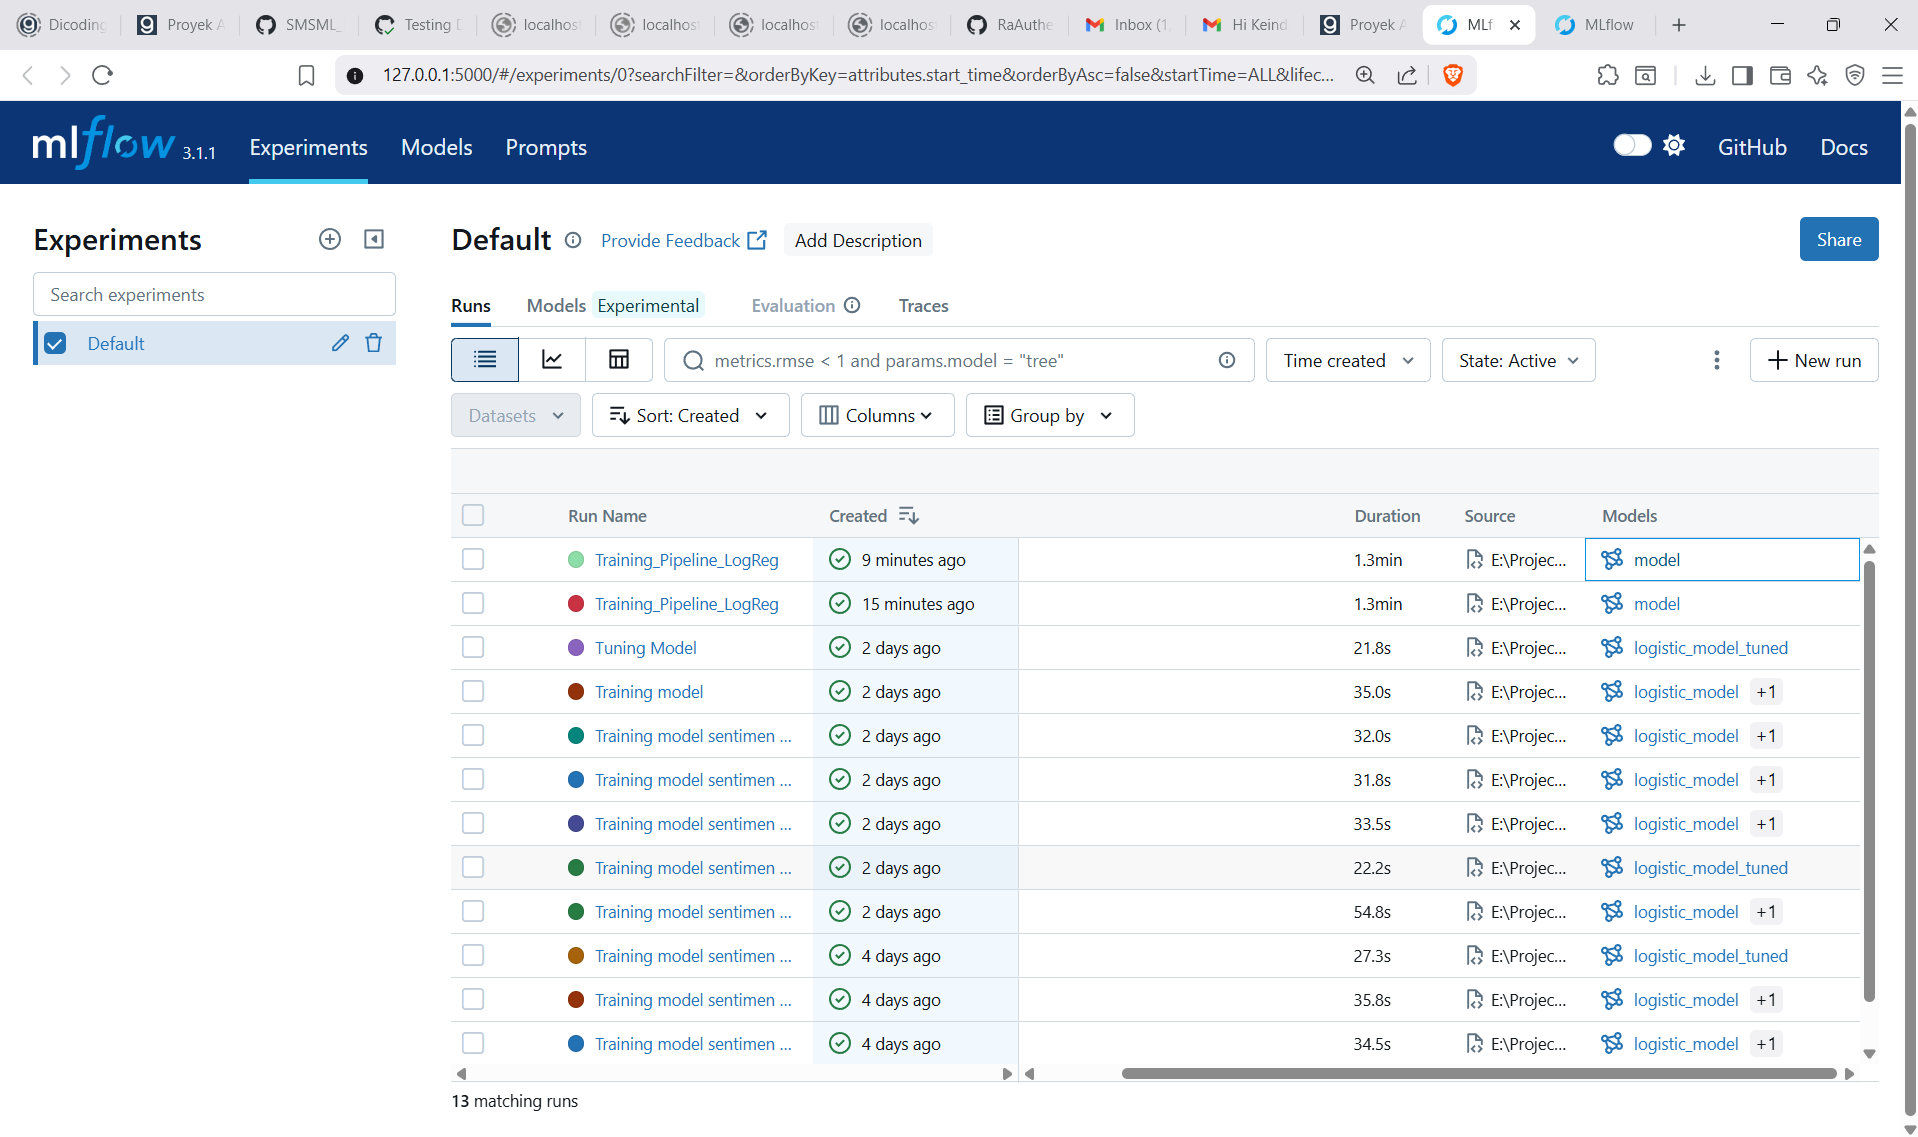 Dicoding
Proyek A
SMSML_
Testing D
localhost
localhost
localhost
localhos
RaAuthe
Inbox (1
Hi Keind
Proyek A
MLf
MLflow
127.0.0.1:5000/#/experiments/0?searchFilter=&orderByKey=attributes.start_time&orderByAsc=false&startTime=ALL&lifec...
mlflow 3.1.1
Experiments
Models
Prompts
GitHub
Docs
Experiments
Search experiments
Default
Default
Provide Feedback
Add Description
Share
Runs
Models Experimental
Evaluation
Traces
metrics.rmse < 1 and params.model = "tree"
Time created
State: Active
New run
Datasets
Sort: Created
Columns
Group by
Run Name Created Duration Source Models
Training_Pipeline_LogReg 9 minutes ago 1.3min E:\Projec... model
Training_Pipeline_LogReg 15 minutes ago 1.3min E:\Projec... model
Tuning Model 2 days ago 21.8s E:\Projec... logistic_model_tuned
Training model 2 days ago 35.0s E:\Projec... logistic_model +1
Training model sentimen ... 2 days ago 32.0s E:\Projec... logistic_model +1
Training model sentimen ... 2 days ago 31.8s E:\Projec... logistic_model +1
Training model sentimen ... 2 days ago 33.5s E:\Projec... logistic_model +1
Training model sentimen ... 2 days ago 22.2s E:\Projec... logistic_model_tuned
Training model sentimen ... 2 days ago 54.8s E:\Projec... logistic_model +1
Training model sentimen ... 4 days ago 27.3s E:\Projec... logistic_model_tuned
Training model sentimen ... 4 days ago 35.8s E:\Projec... logistic_model +1
Training model sentimen ... 4 days ago 34.5s E:\Projec... logistic_model +1
13 matching runs